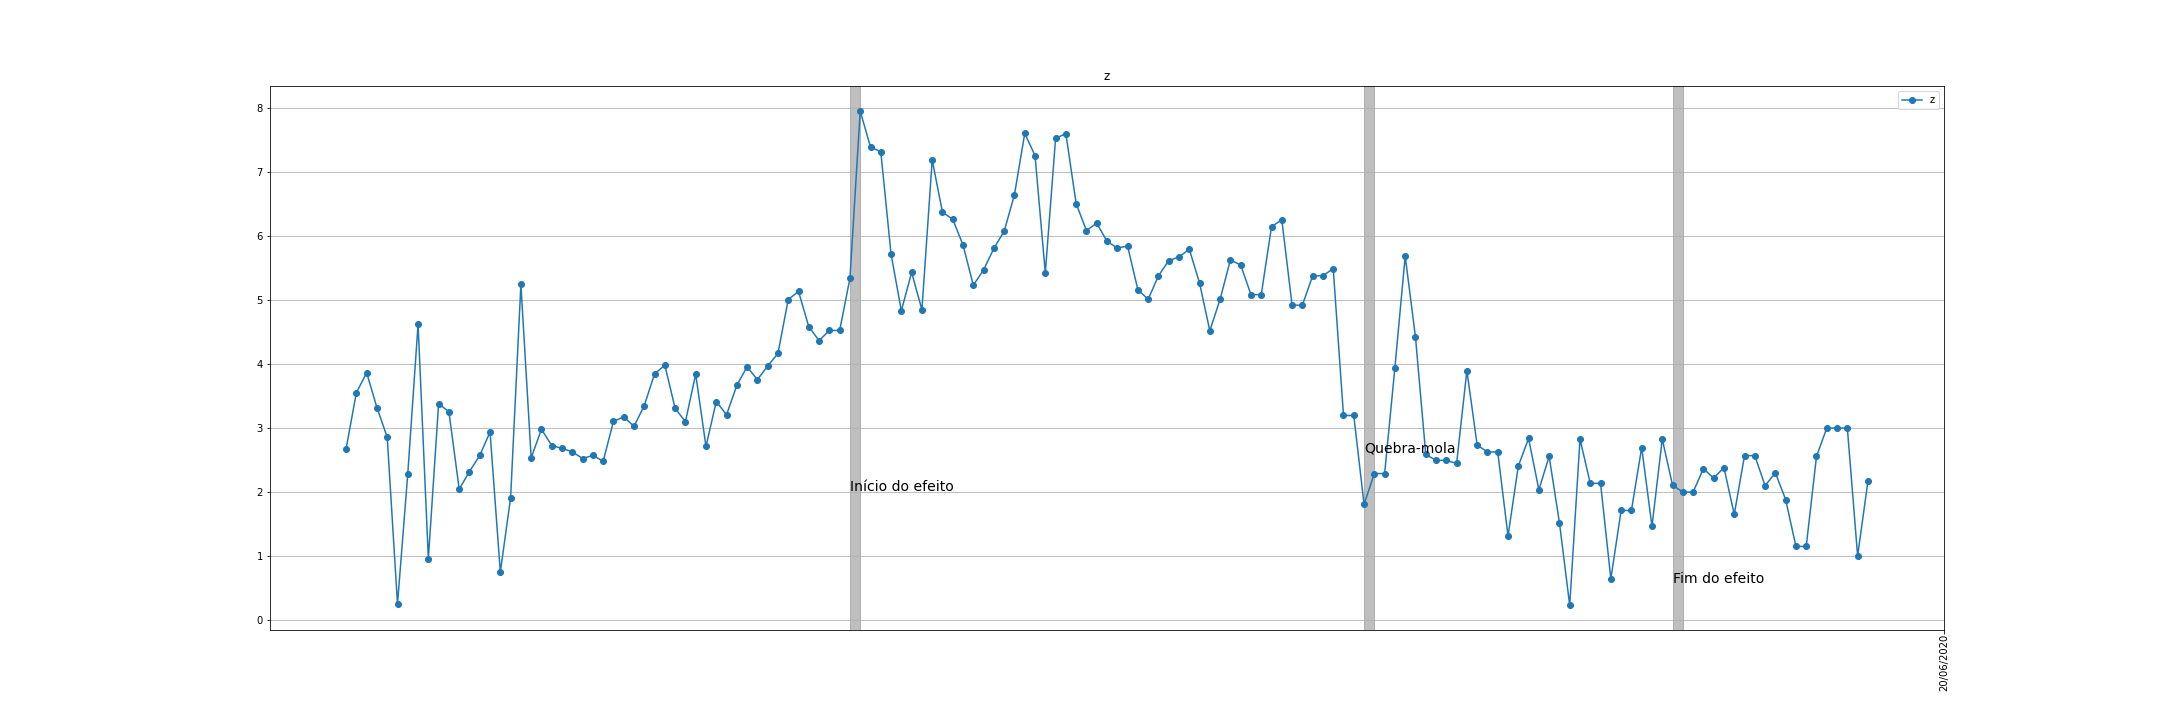 z
z
8
7
6
5
4
3
2
1
0
Quebra-mola
Início do efeito
Fim do efeito
20/06/2020